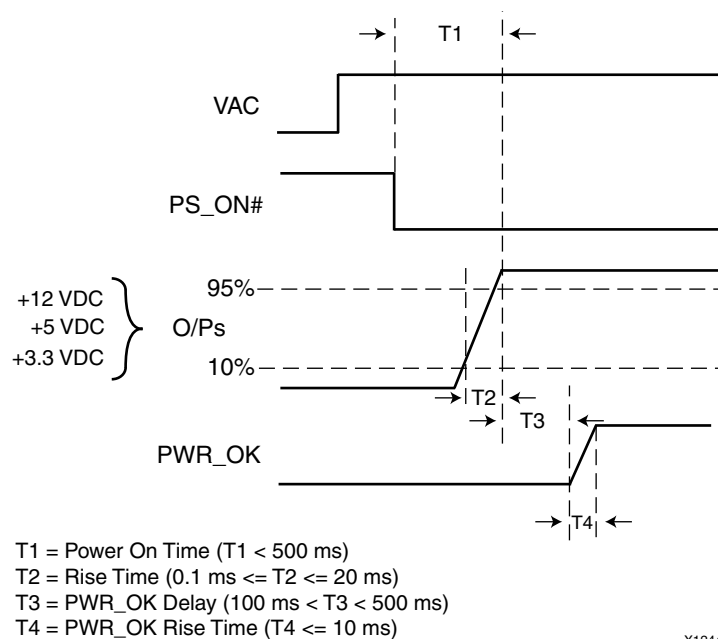 T1
VAC
PS_ON#
+12 VDC
+5 VDC
+3.3 VDC
O/Ps
95%
10%
T2
T3
PWR_OK
T4
T1 = Power On Time (T1 < 500 ms)
T2 = Rise Time (0.1 ms <= T2 <= 20 ms)
T3 = PWR_OK Delay (100 ms < T3 < 500 ms)
T4 = PWR_OK Rise Time (T4 <= 10 ms)